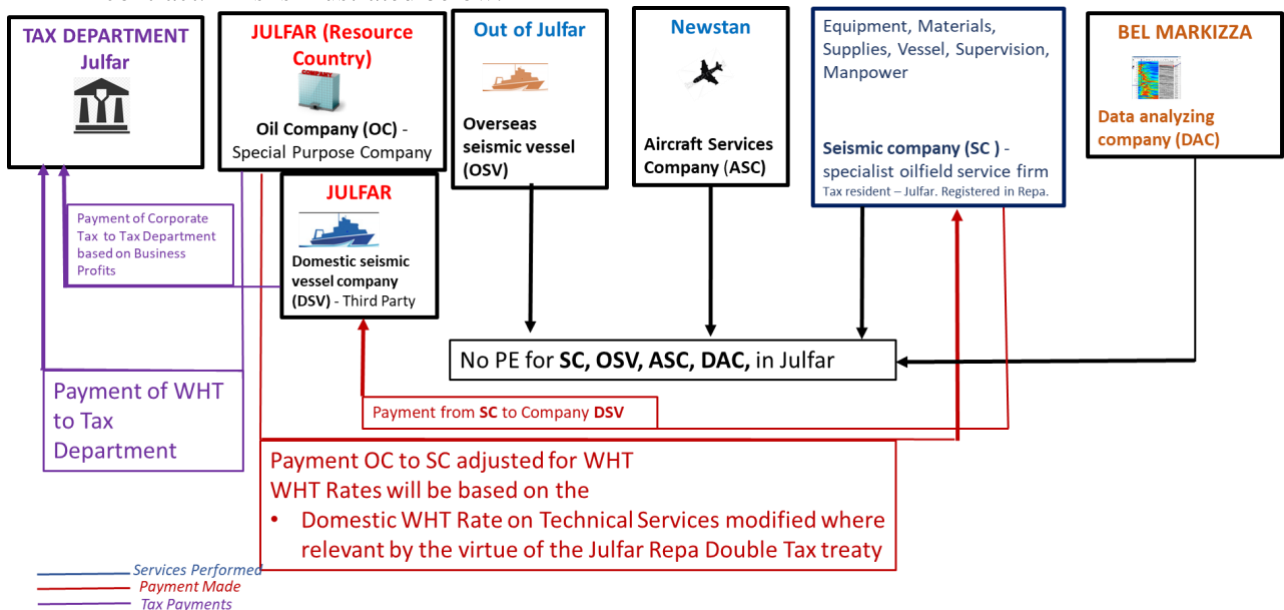 TAX DEPARTMENT
Julfar
JULFAR (Resource
Country)
COMPANY
Oil Company (OC) -
Special Purpose Company
Out of Julfar
Overseas
seismic vessel
(OSV)
Newstan
Aircraft Services
Company (ASC)
Equipment, Materials,
Supplies, Vessel, Supervision,
Manpower
Seismic company (SC ) -
specialist oilfield service firm
Tax resident – Julfar. Registered in Repa.
BEL MARKIZZA
Data analyzing
company (DAC)
Payment of Corporate
Tax to Tax Department
based on Business
Profits
JULFAR
Domestic seismic
vessel company
(DSV) - Third Party
No PE for SC, OSV, ASC, DAC, in Julfar
Payment of WHT
to Tax
Department
Payment from SC to Company DSV
Payment OC to SC adjusted for WHT
WHT Rates will be based on the
• Domestic WHT Rate on Technical Services modified where
relevant by the virtue of the Julfar Repa Double Tax treaty
Services Performed
Payment Made
Tax Payments